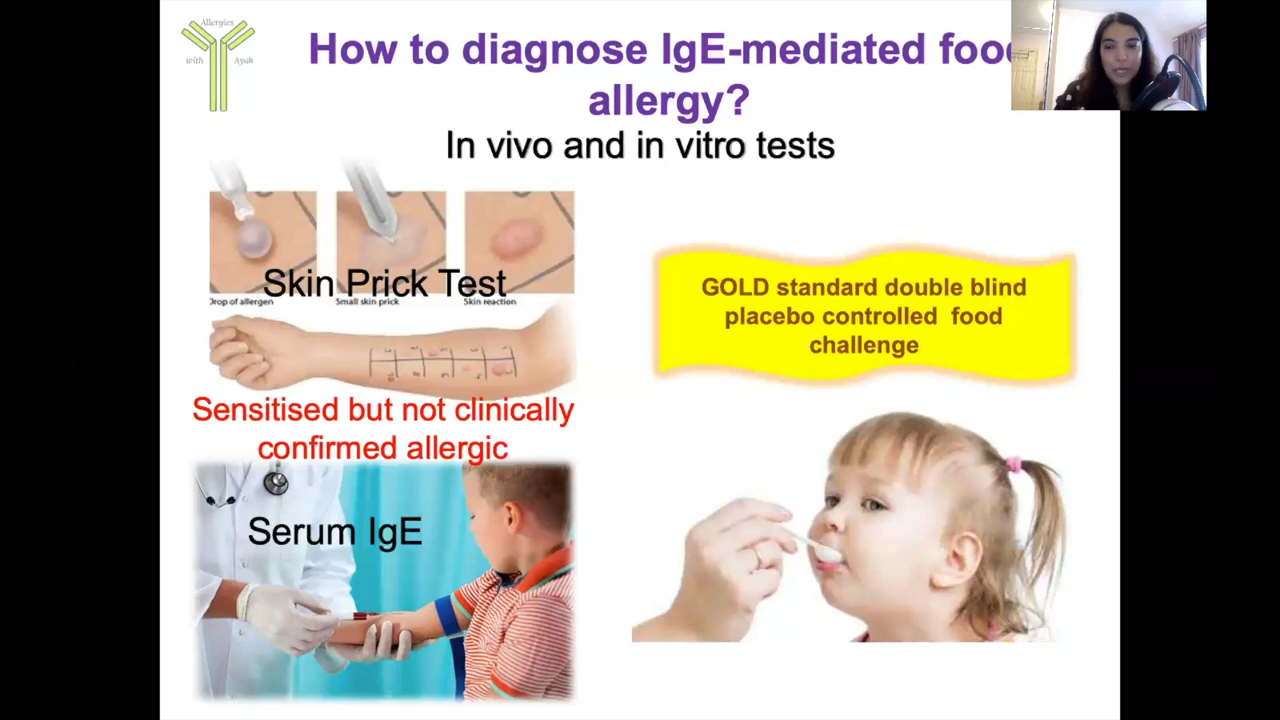 Allergies
with Ayah
How to diagnose IgE-mediated foo
allergy?
In vivo and in vitro tests
Skin Prick Test
Drop of allergen
Small skin prick
Skin reaction
Sensitised but not clinically
confirmed allergic
Serum IgE
GOLD standard double blind
placebo controlled food
challenge